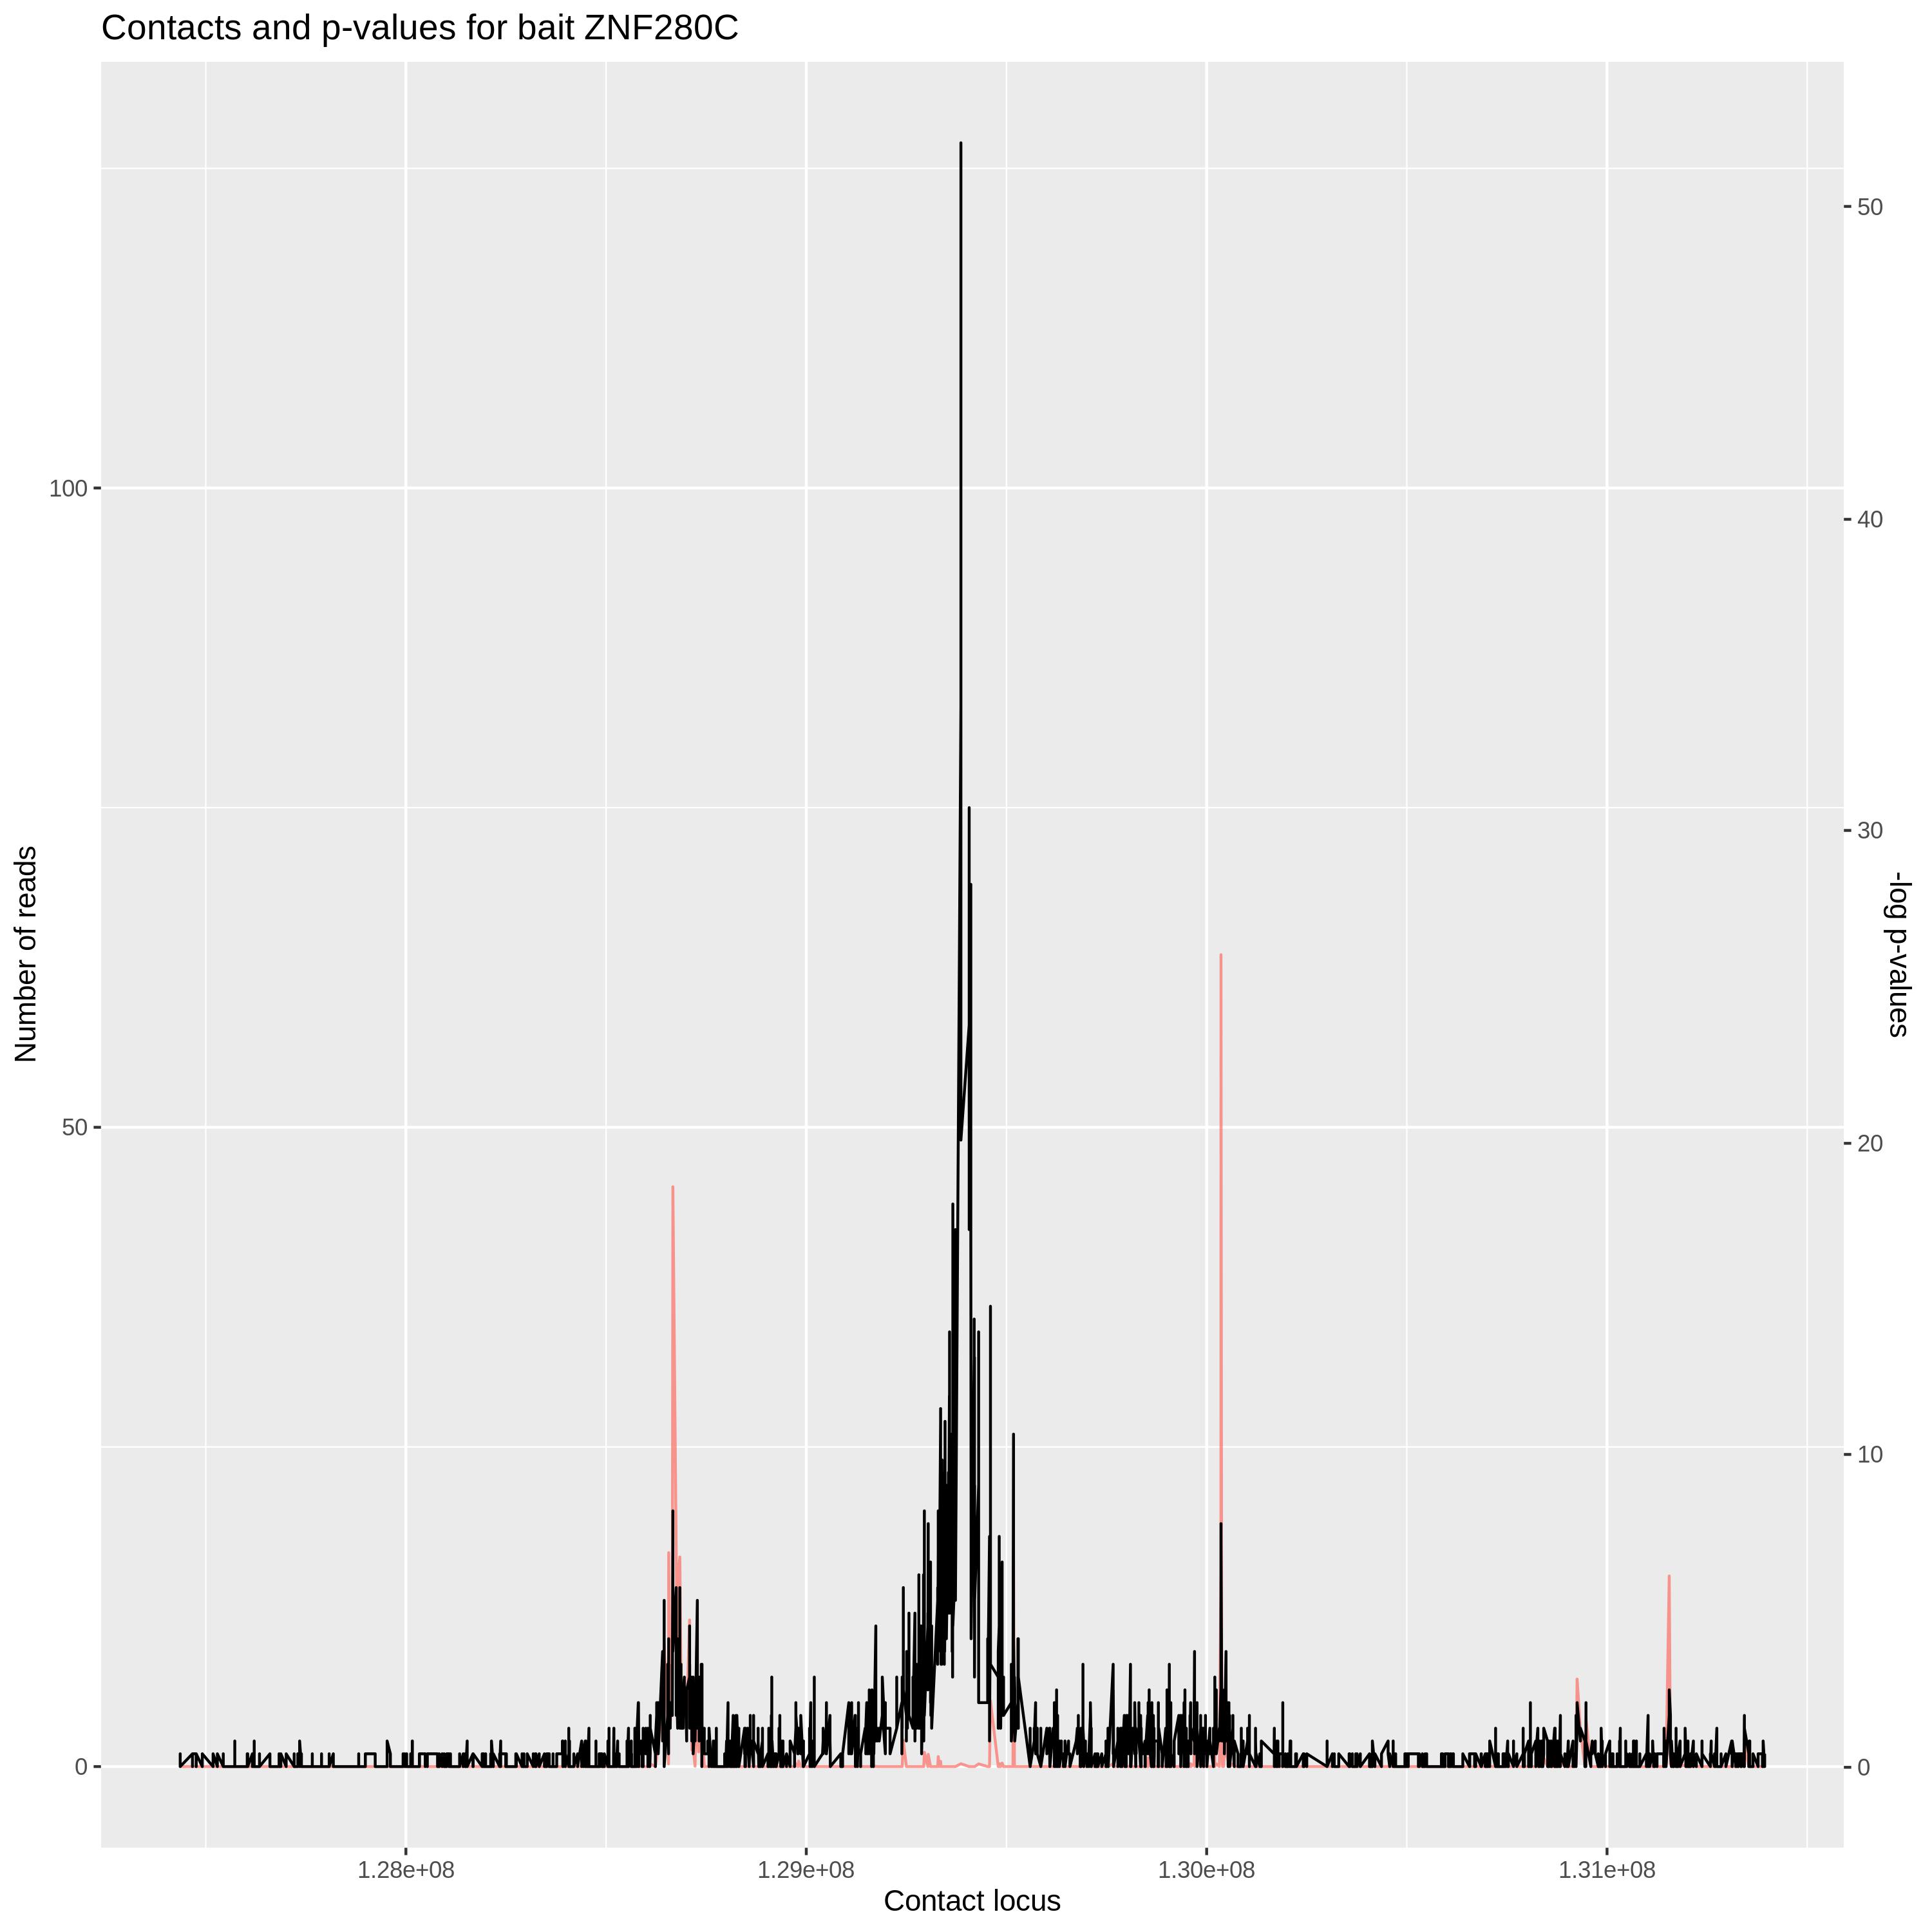 Contacts and p-values for bait ZNF280C
Number of reads
100
50
0
50
40
30
20
10
0
-log p-values
1.28e+08
1.29e+08
1.30e+08
1.31e+08
Contact locus